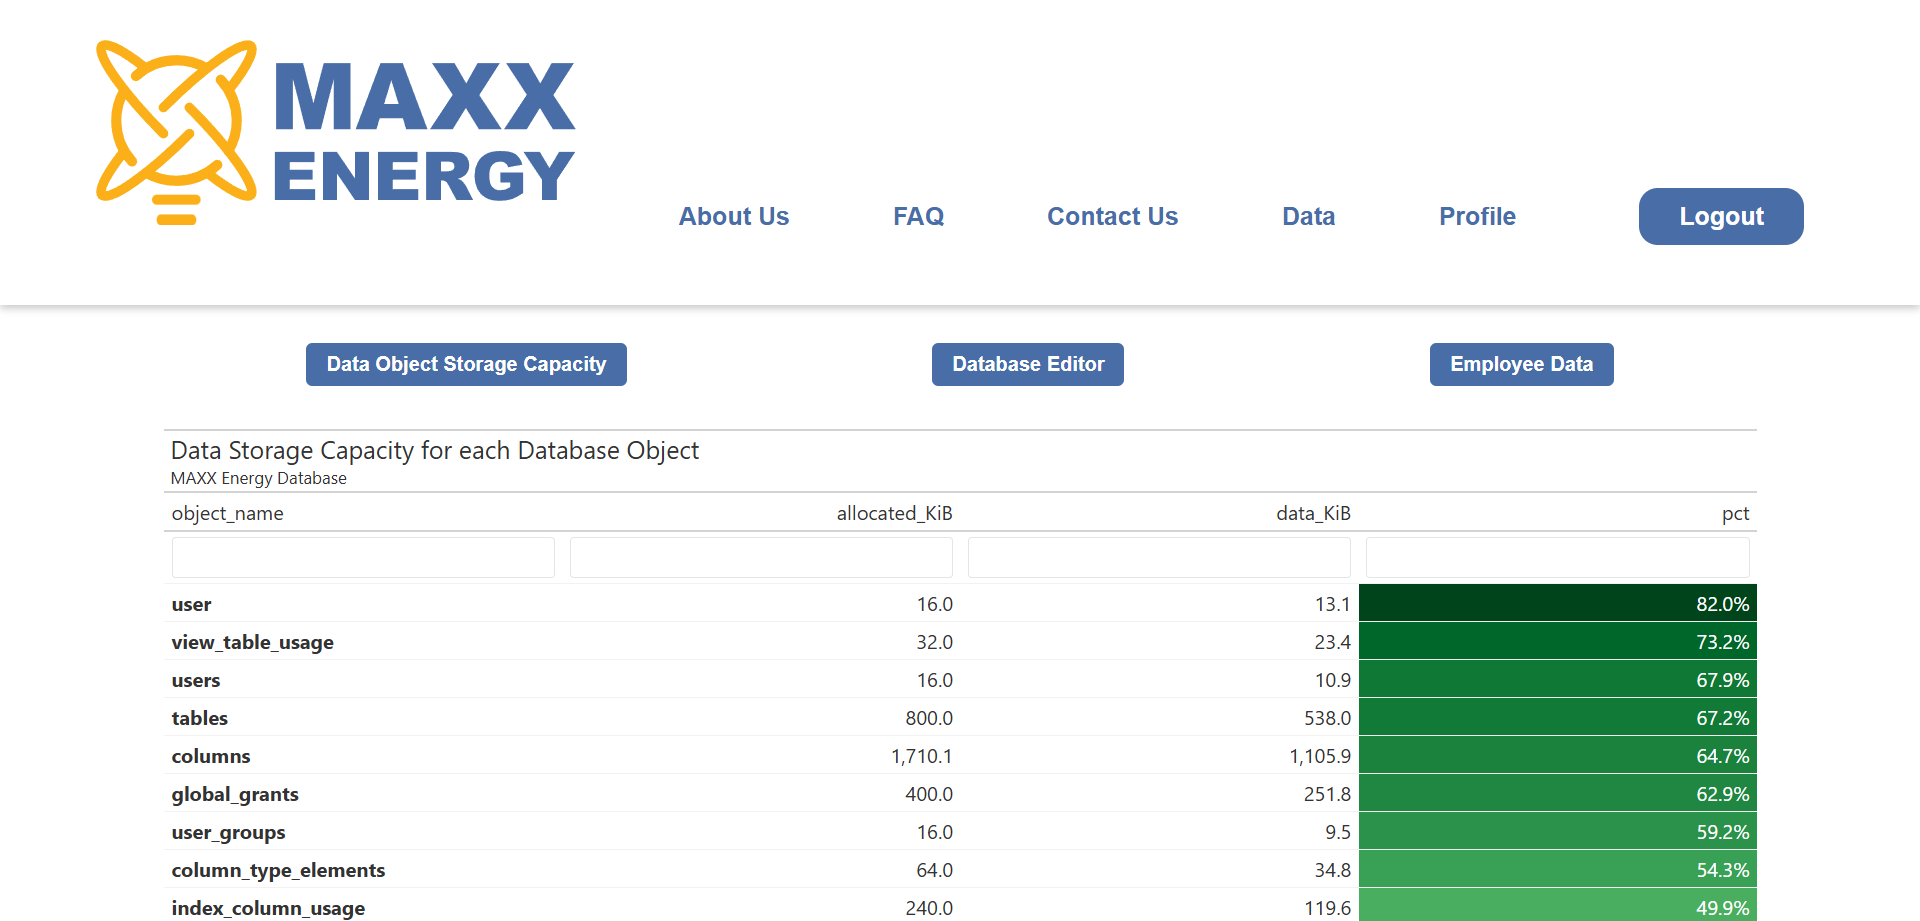 MAXX
ENERGY
About Us FAQ Contact Us Data Profile Logout
Data Object Storage Capacity Database Editor Employee Data
Data Storage Capacity for each Database Object
MAXX Energy Database
object_name allocated_KiB data_KiB pct
user 16.0 13.1 82.0%
view_table_usage 32.0 23.4 73.2%
users 16.0 10.9 67.9%
tables 800.0 538.0 67.2%
columns 1,710.1 1,105.9 64.7%
global_grants 400.0 251.8 62.9%
user_groups 16.0 9.5 59.2%
column_type_elements 64.0 34.8 54.3%
index_column_usage 240.0 119.6 49.9%